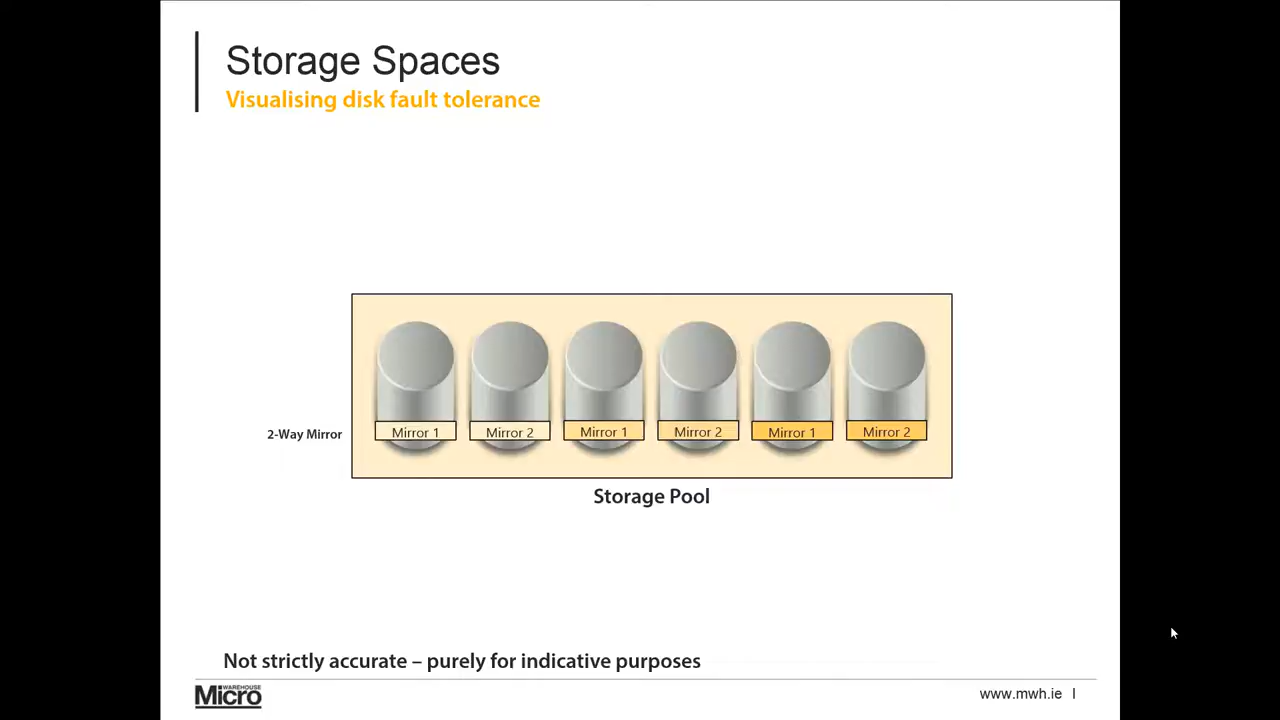 Storage Spaces
Visualising disk fault tolerance
2-Way Mirror
Mirror 1
Mirror 2
Mirror 1
Mirror 2
Mirror 1
Mirror 2
Storage Pool
Not strictly accurate – purely for indicative purposes
WAREHOUSE
Micro
www.mwh.ie I